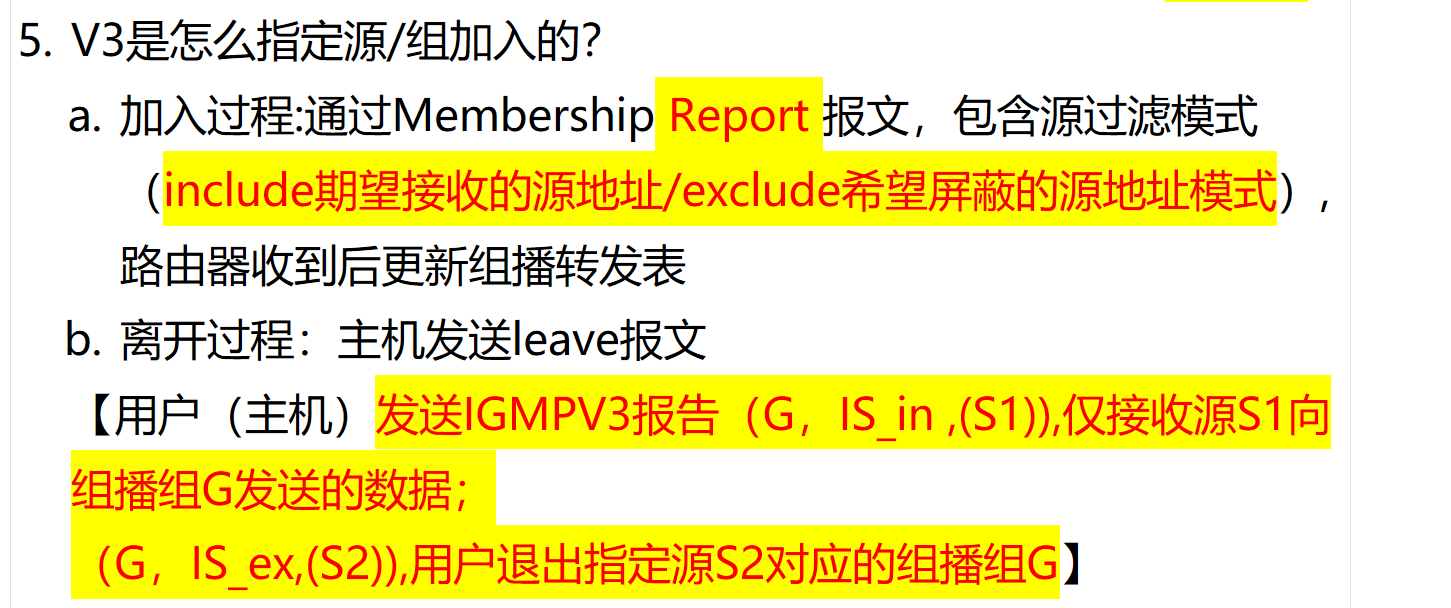 5. V3是怎么指定源/组加入的？
a. 加入过程:通过Membership Report 报文，包含源过滤模式
（include期望接收的源地址/exclude希望屏蔽的源地址模式），
路由器收到后更新组播转发表
b. 离开过程：主机发送leave报文
【用户（主机）发送IGMPV3报告（G，IS_in ,(S1)),仅接收源S1向
组播组G发送的数据；
（G，IS_ex,(S2)),用户退出指定源S2对应的组播组G】